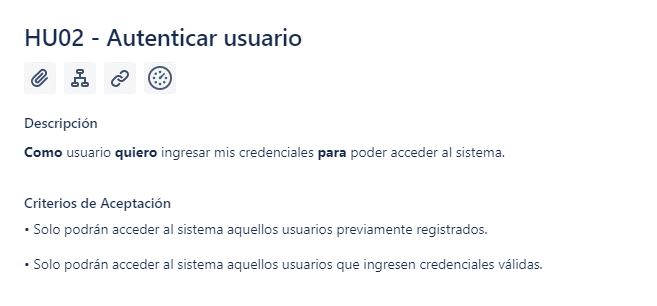 HU02 - Autenticar usuario
Descripción
Como usuario quiero ingresar mis credenciales para poder acceder al sistema.
Criterios de Aceptación
• Solo podrán acceder al sistema aquellos usuarios previamente registrados.
• Solo podrán acceder al sistema aquellos usuarios que ingresen credenciales válidas.